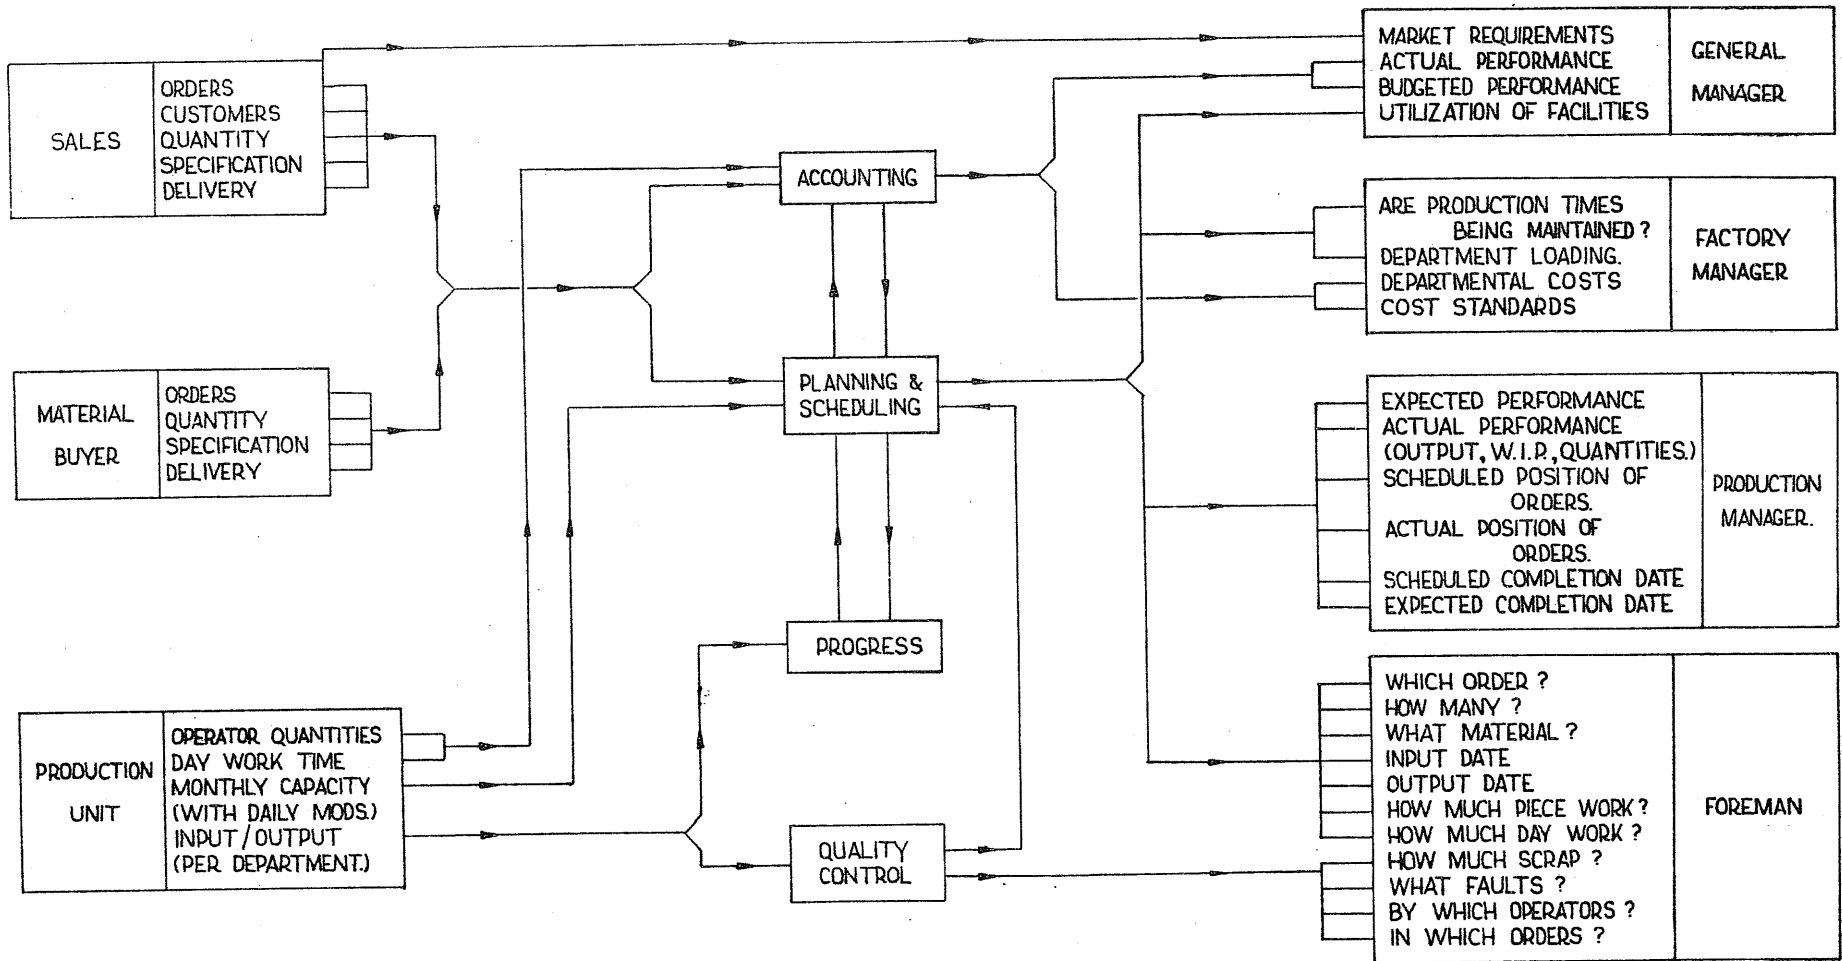 SALES
ORDERS
CUSTOMERS
QUANTITY
SPECIFICATION
DELIVERY
MATERIAL
BUYER
ORDERS
QUANTITY
SPECIFICATION
DELIVERY
PRODUCTION
UNIT
OPERATOR QUANTITIES
DAY WORK TIME
MONTHLY CAPACITY
(WITH DAILY MODS.)
INPUT/OUTPUT
(PER DEPARTMENT.)
ACCOUNTING
PLANNING &
SCHEDULING
PROGRESS
QUALITY
CONTROL
MARKET REQUIREMENTS
ACTUAL PERFORMANCE
BUDGETED PERFORMANCE
UTILIZATION OF FACILITIES
GENERAL
MANAGER
ARE PRODUCTION TIMES
BEING MAINTAINED?
DEPARTMENT LOADING.
DEPARTMENTAL COSTS
COST STANDARDS
FACTORY
MANAGER
EXPECTED PERFORMANCE
ACTUAL PERFORMANCE
(OUTPUT, W.I.P., QUANTITIES.)
SCHEDULED POSITION OF
ORDERS.
ACTUAL POSITION OF
ORDERS.
SCHEDULED COMPLETION DATE
EXPECTED COMPLETION DATE
PRODUCTION
MANAGER.
WHICH ORDER?
HOW MANY?
WHAT MATERIAL?
INPUT DATE
OUTPUT DATE
HOW MUCH PIECE WORK?
HOW MUCH DAY WORK?
HOW MUCH SCRAP?
WHAT FAULTS?
BY WHICH OPERATORS?
IN WHICH ORDERS?
FOREMAN